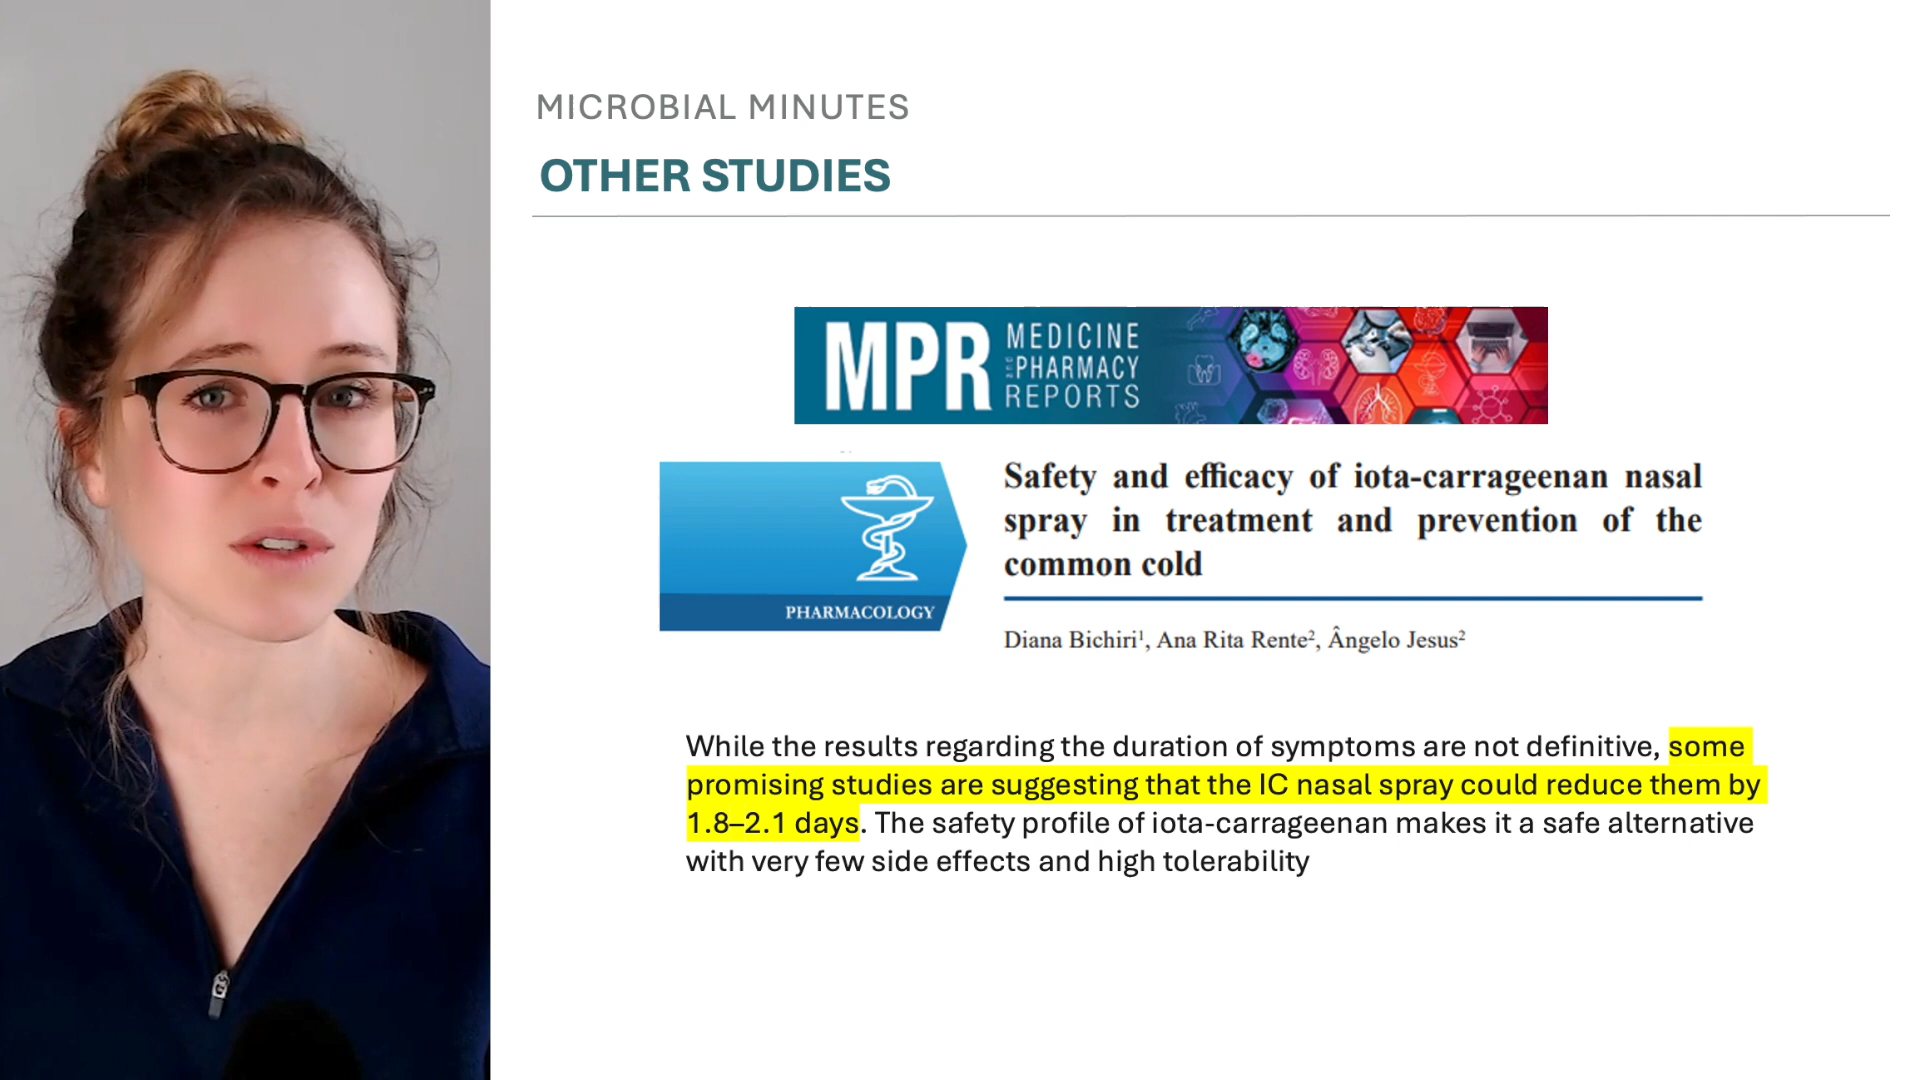 MICROBIAL MINUTES
OTHER STUDIES
MPR MEDICINE
and PHARMACY
REPORTS
Safety and efficacy of iota-carrageenan nasal
spray in treatment and prevention of the
common cold
PHARMACOLOGY
Diana Bichiri¹, Ana Rita Rente², Ângelo Jesus²
While the results regarding the duration of symptoms are not definitive, some
promising studies are suggesting that the IC nasal spray could reduce them by
1.8–2.1 days. The safety profile of iota-carrageenan makes it a safe alternative
with very few side effects and high tolerability